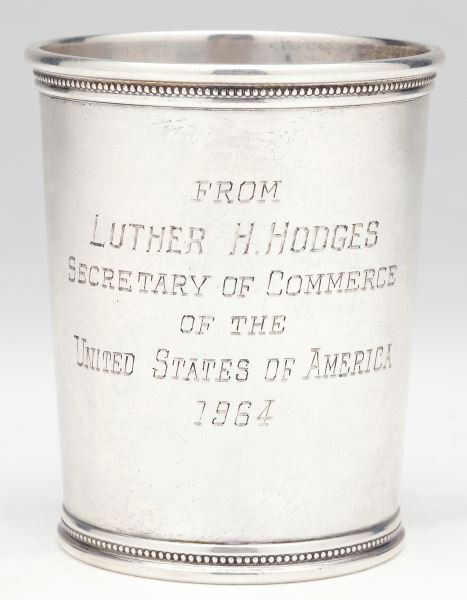 FROM
LUTHER H. HODGES
SECRETARY OF COMMERCE
OF THE
UNITED STATES OF AMERICA
1964